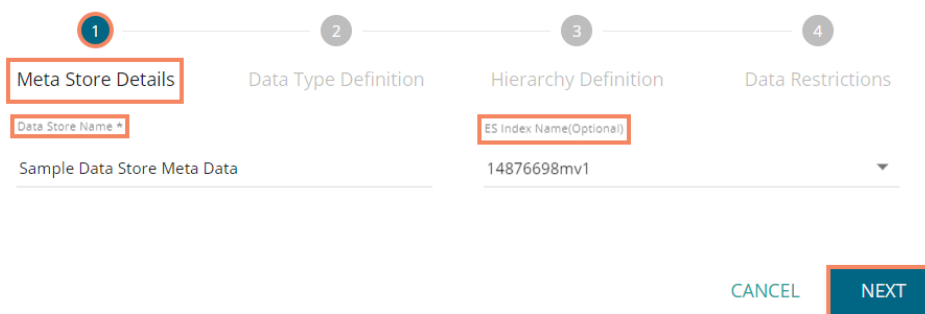 1 2 3 4
Meta Store Details Data Type Definition Hierarchy Definition Data Restrictions
Data Store Name * ES Index Name(Optional)
Sample Data Store Meta Data 14876698mv1
CANCEL NEXT